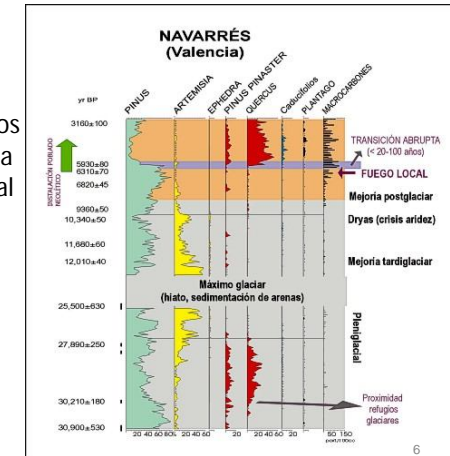 os
a
al
NAVARRÉS
(Valencia)
yr BP
PINUS
ARTEMISIA
EPHEDRA
PINUS PINASTER
QUERCUS
Caducifolios
PLANTAGO
MACROCARBONES
3160±100
5930±80
6310±70
6820±45
9360±50
10,340±50
11,680±60
12,010±40
25,500±630
27,890±250
30,210±180
30,900±530
NEOLÍTICO
TRANSICIÓN ABRUPTA
(< 20-100 años)
FUEGO LOCAL
Mejoría postglaciar
Dryas (crisis aridez)
Mejoría tardiglaciar
Máximo glaciar
(hiato, sedimentación de arenas)
Pleniglacial
Proximidad
refugios
glaciares
20 40 60 80
20 40 60
20
20 40 60
20
50 100 150
6